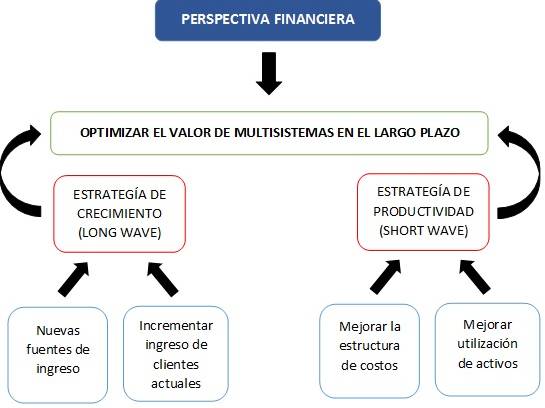 PERSPECTIVA FINANCIERA
OPTIMIZAR EL VALOR DE MULTISISTEMAS EN EL LARGO PLAZO
ESTRATEGÍA DE
CRECIMIENTO
(LONG WAVE)
ESTRATEGÍA DE
PRODUCTIVIDAD
(SHORT WAVE)
Nuevas
fuentes de
ingreso
Incrementar
ingreso de
clientes
actuales
Mejorar la
estructura
de costos
Mejorar
utilización
de activos